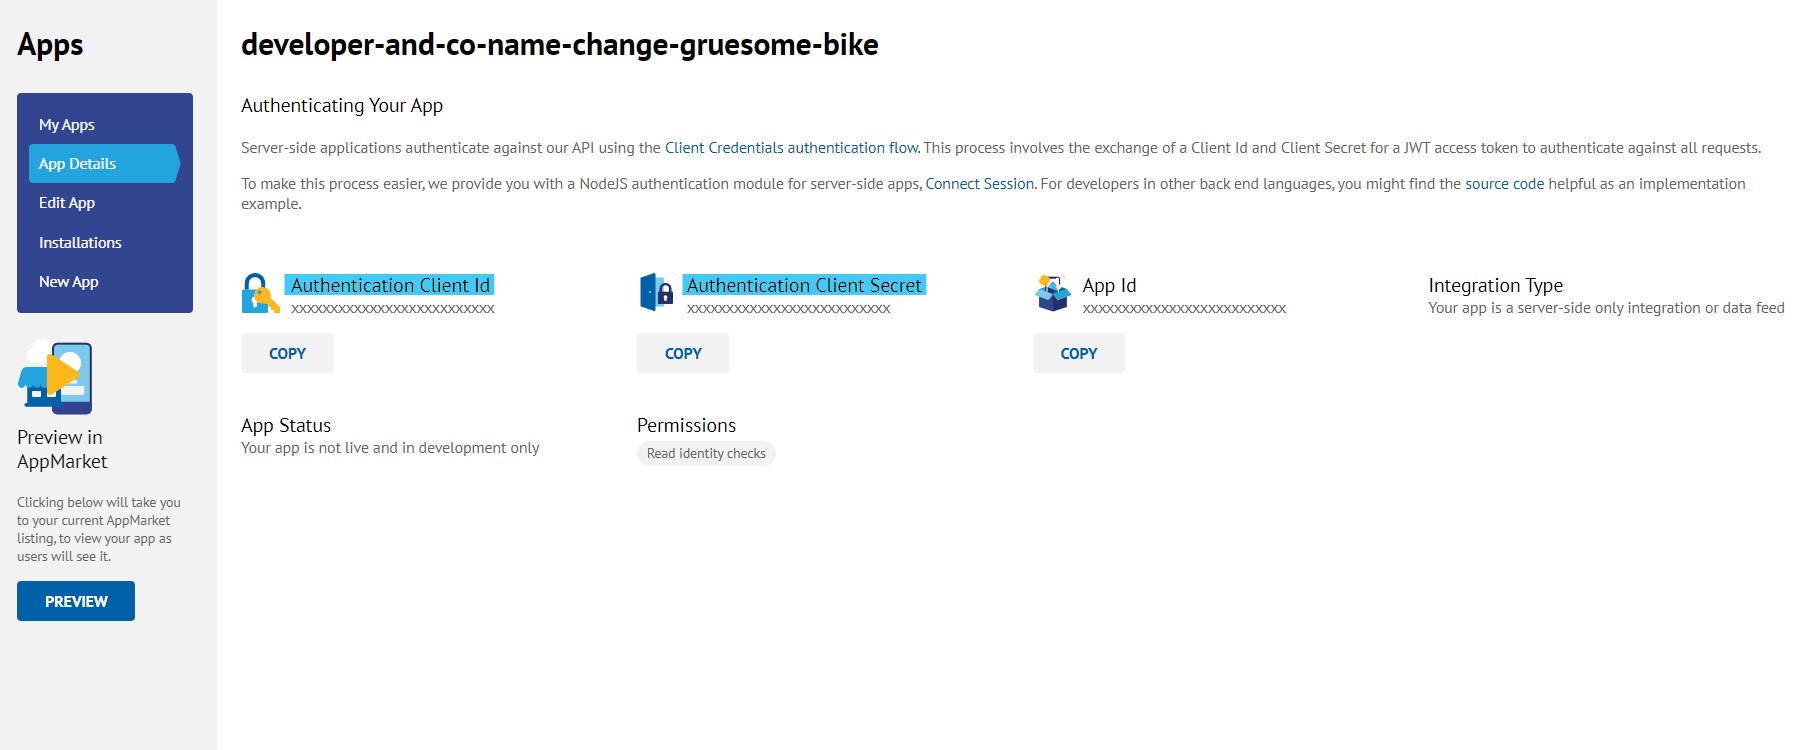 Apps
My Apps
App Details
Edit App
Installations
New App
Preview in
AppMarket
Clicking below will take you
to your current AppMarket
listing, to view your app as
users will see it.
PREVIEW
developer-and-co-name-change-gruesome-bike
Authenticating Your App
Server-side applications authenticate against our API using the Client Credentials authentication flow. This process involves the exchange of a Client Id and Client Secret for a JWT access token to authenticate against all requests.
To make this process easier, we provide you with a NodeJS authentication module for server-side apps, Connect Session. For developers in other back end languages, you might find the source code helpful as an implementation
example.
Authentication Client Id
xxxxxxxxxxxxxxxxxxxxxxxxxx
COPY
Authentication Client Secret
xxxxxxxxxxxxxxxxxxxxxxxxxx
COPY
App Id
xxxxxxxxxxxxxxxxxxxxxxxxxx
COPY
Integration Type
Your app is a server-side only integration or data feed
App Status
Your app is not live and in development only
Permissions
Read identity checks